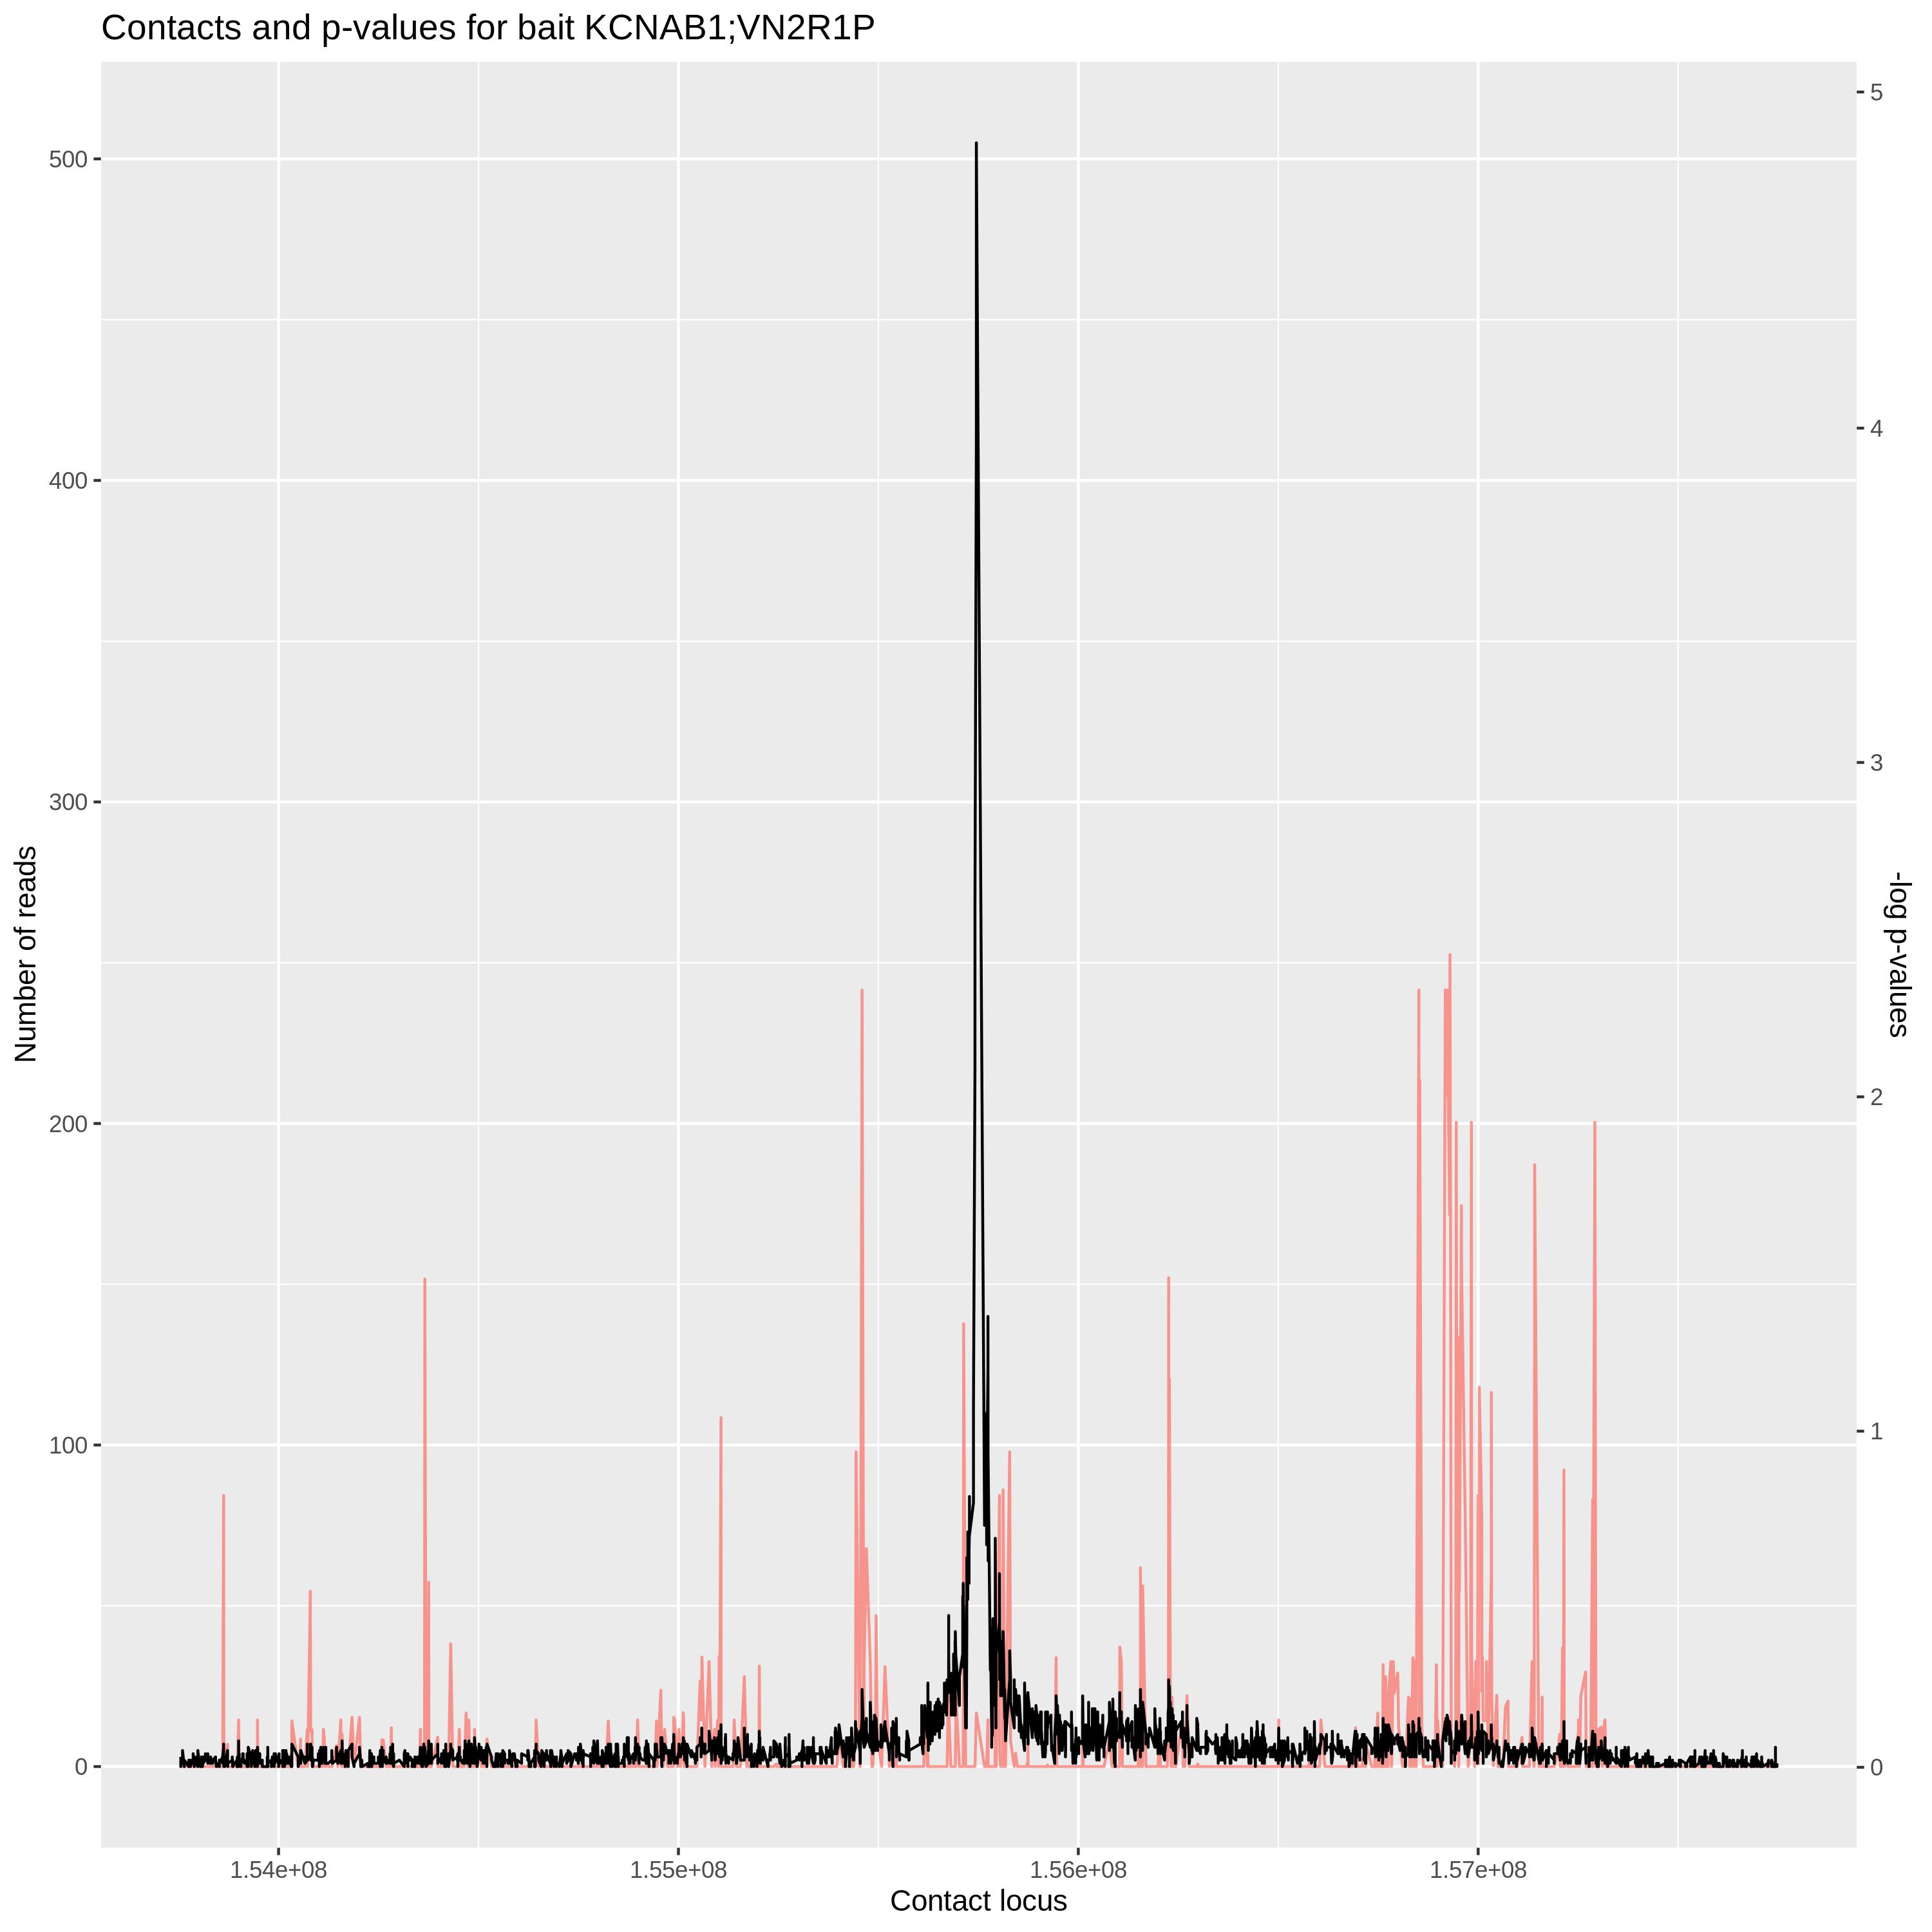 Contacts and p-values for bait KCNAB1;VN2R1P
Number of reads
500
400
300
200
100
0
5
4
3
2
1
0
-log p-values
1.54e+08 1.55e+08 1.56e+08 1.57e+08
Contact locus